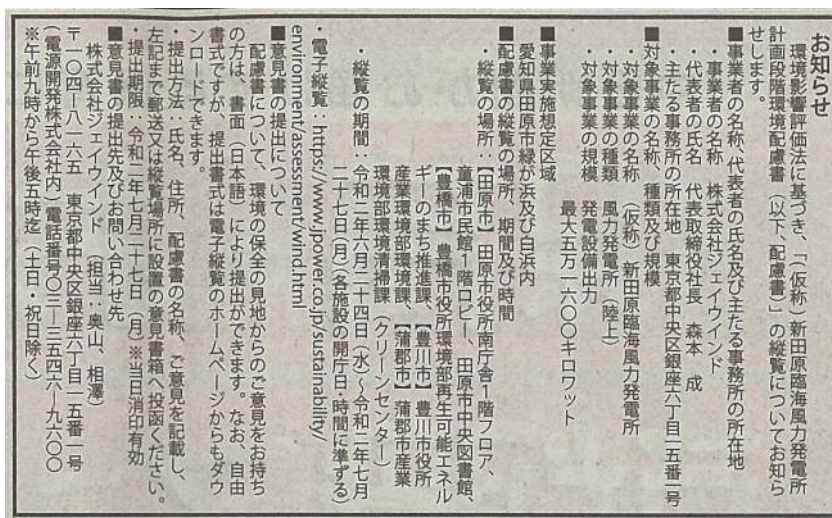 お知らせ
環境影響評価法に基づき、「(仮称)新田原臨海風力発電所
計画段階環境配慮書(以下、配慮書)」の縦覧についてお知ら
せします。
■事業者の名称、代表者の氏名及び主たる事務所の所在地
・事業者の名称 株式会社ジェイウインド
・代表者の氏名 代表取締役社長 森本 成
・主たる事務所の所在地 東京都中央区銀座六丁目一五番一号
■対象事業の名称、種類及び規模
・対象事業の名称 (仮称)新田原臨海風力発電所
・対象事業の種類 風力発電所(陸上)
・対象事業の規模 発電設備出力
最大五万一六〇〇キロワット
■事業実施想定区域
愛知県田原市緑が浜及び白浜内
■配慮書の縦覧の場所、期間及び時間
・縦覧の場所:【田原市】田原市役所南庁舎1階フロア、
童浦市民館1階ロビー、田原市中央図書館、
【豊橋市】豊橋市役所環境部再生可能エネル
ギーのまち推進課、【豊川市】豊川市役所
産業環境部環境課、【蒲郡市】蒲郡市産業
環境部環境清掃課(クリーンセンター)
・縦覧の期間:令和二年六月二十四日(水)~令和二年七月
二十七日(月)(各施設の開庁日・時間に準ずる)
・電子縦覧:https://www.jpower.co.jp/sustainability/
environment/assessment/wind.html
■意見書の提出について
配慮書について、環境の保全の見地からのご意見をお持ち
の方は、書面(日本語)により提出ができます。なお、自由
書式ですが、提出書式は電子縦覧のホームページからもダウ
ンロードできます。
・提出方法:氏名、住所、配慮書の名称、ご意見を記載し、
左記まで郵送又は縦覧場所に設置の意見書箱へ投函ください。
・提出期限:令和二年七月二十七日(月)※当日消印有効
■意見書の提出先及びお問い合わせ先
株式会社ジェイウインド(担当:奥山、相澤)
〒一〇四―八一六五 東京都中央区銀座六丁目一五番一号
(電源開発株式会社内)電話番号〇三―三五四六―九六〇〇
※午前九時から午後五時迄(土日・祝日除く)